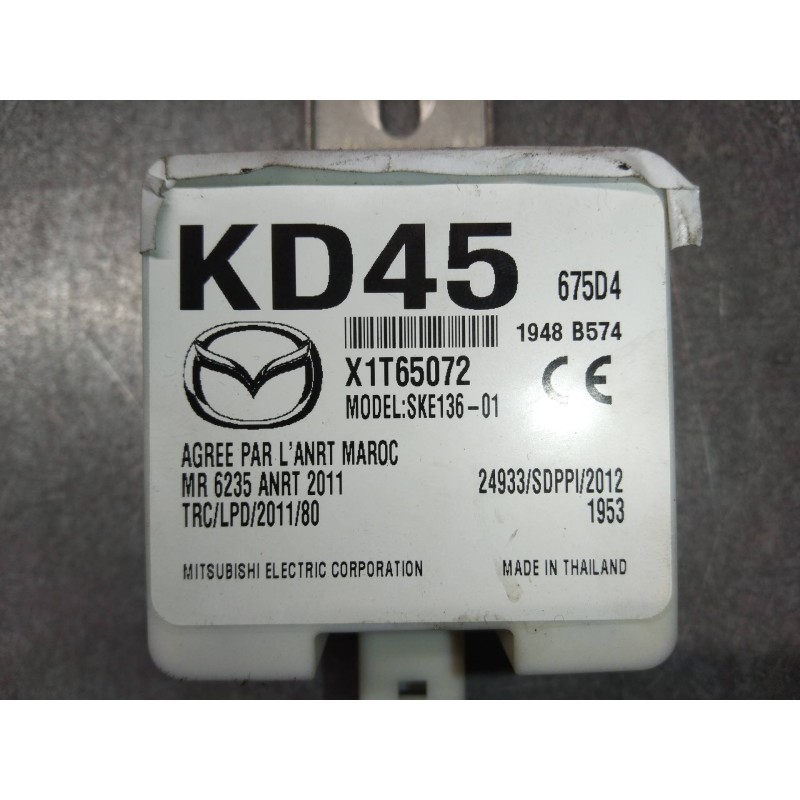 KD45
675D4
1948 B574
X1T65072
MODEL:SKE136-01
CE
AGREE PAR L'ANRT MAROC
MR 6235 ANRT 2011
24933/SDPPI/2012
TRC/LPD/2011/80
1953
MITSUBISHI ELECTRIC CORPORATION
MADE IN THAILAND